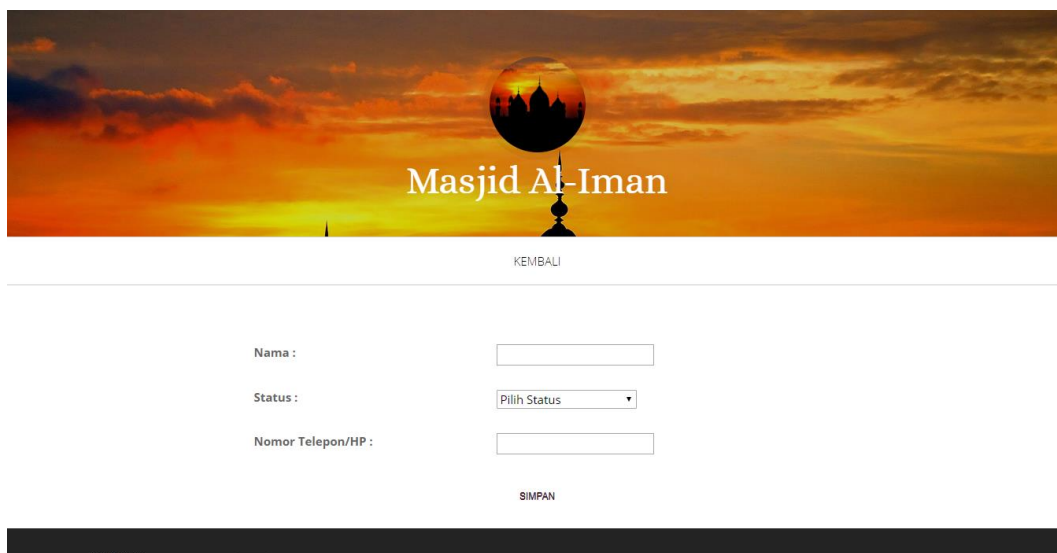 Masjid Al-Iman
KEMBALI
Nama :
Status :
Pilih Status
Nomor Telepon/HP :
SIMPAN